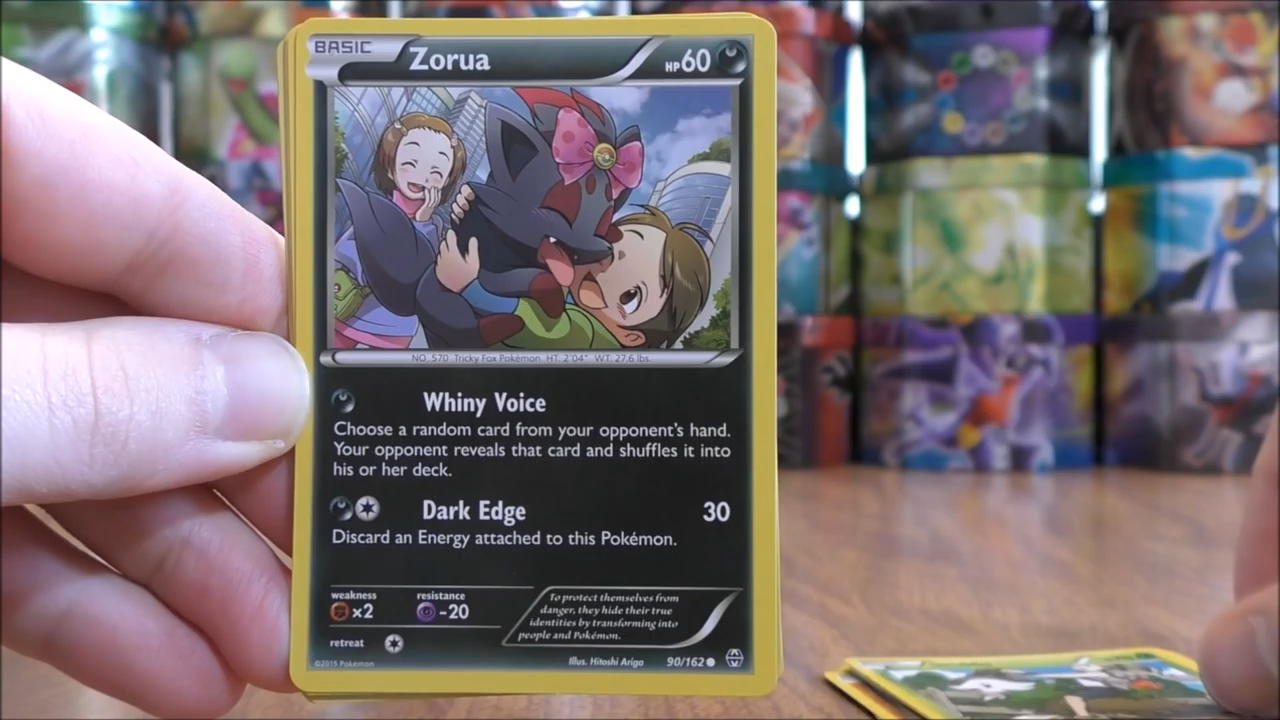 BASIC Zorua HP60
NO. 570 Tricky Fox Pokémon HT. 2'04" WT. 27.6 lbs.
Whiny Voice
Choose a random card from your opponent's hand.
Your opponent reveals that card and shuffles it into
his or her deck.
Dark Edge 30
Discard an Energy attached to this Pokémon.
weakness resistance
×2 -20
retreat
To protect themselves from
danger, they hide their true
identities by transforming into
people and Pokémon.
©2015 Pokémon Illus. Hitoshi Ariga 90/162